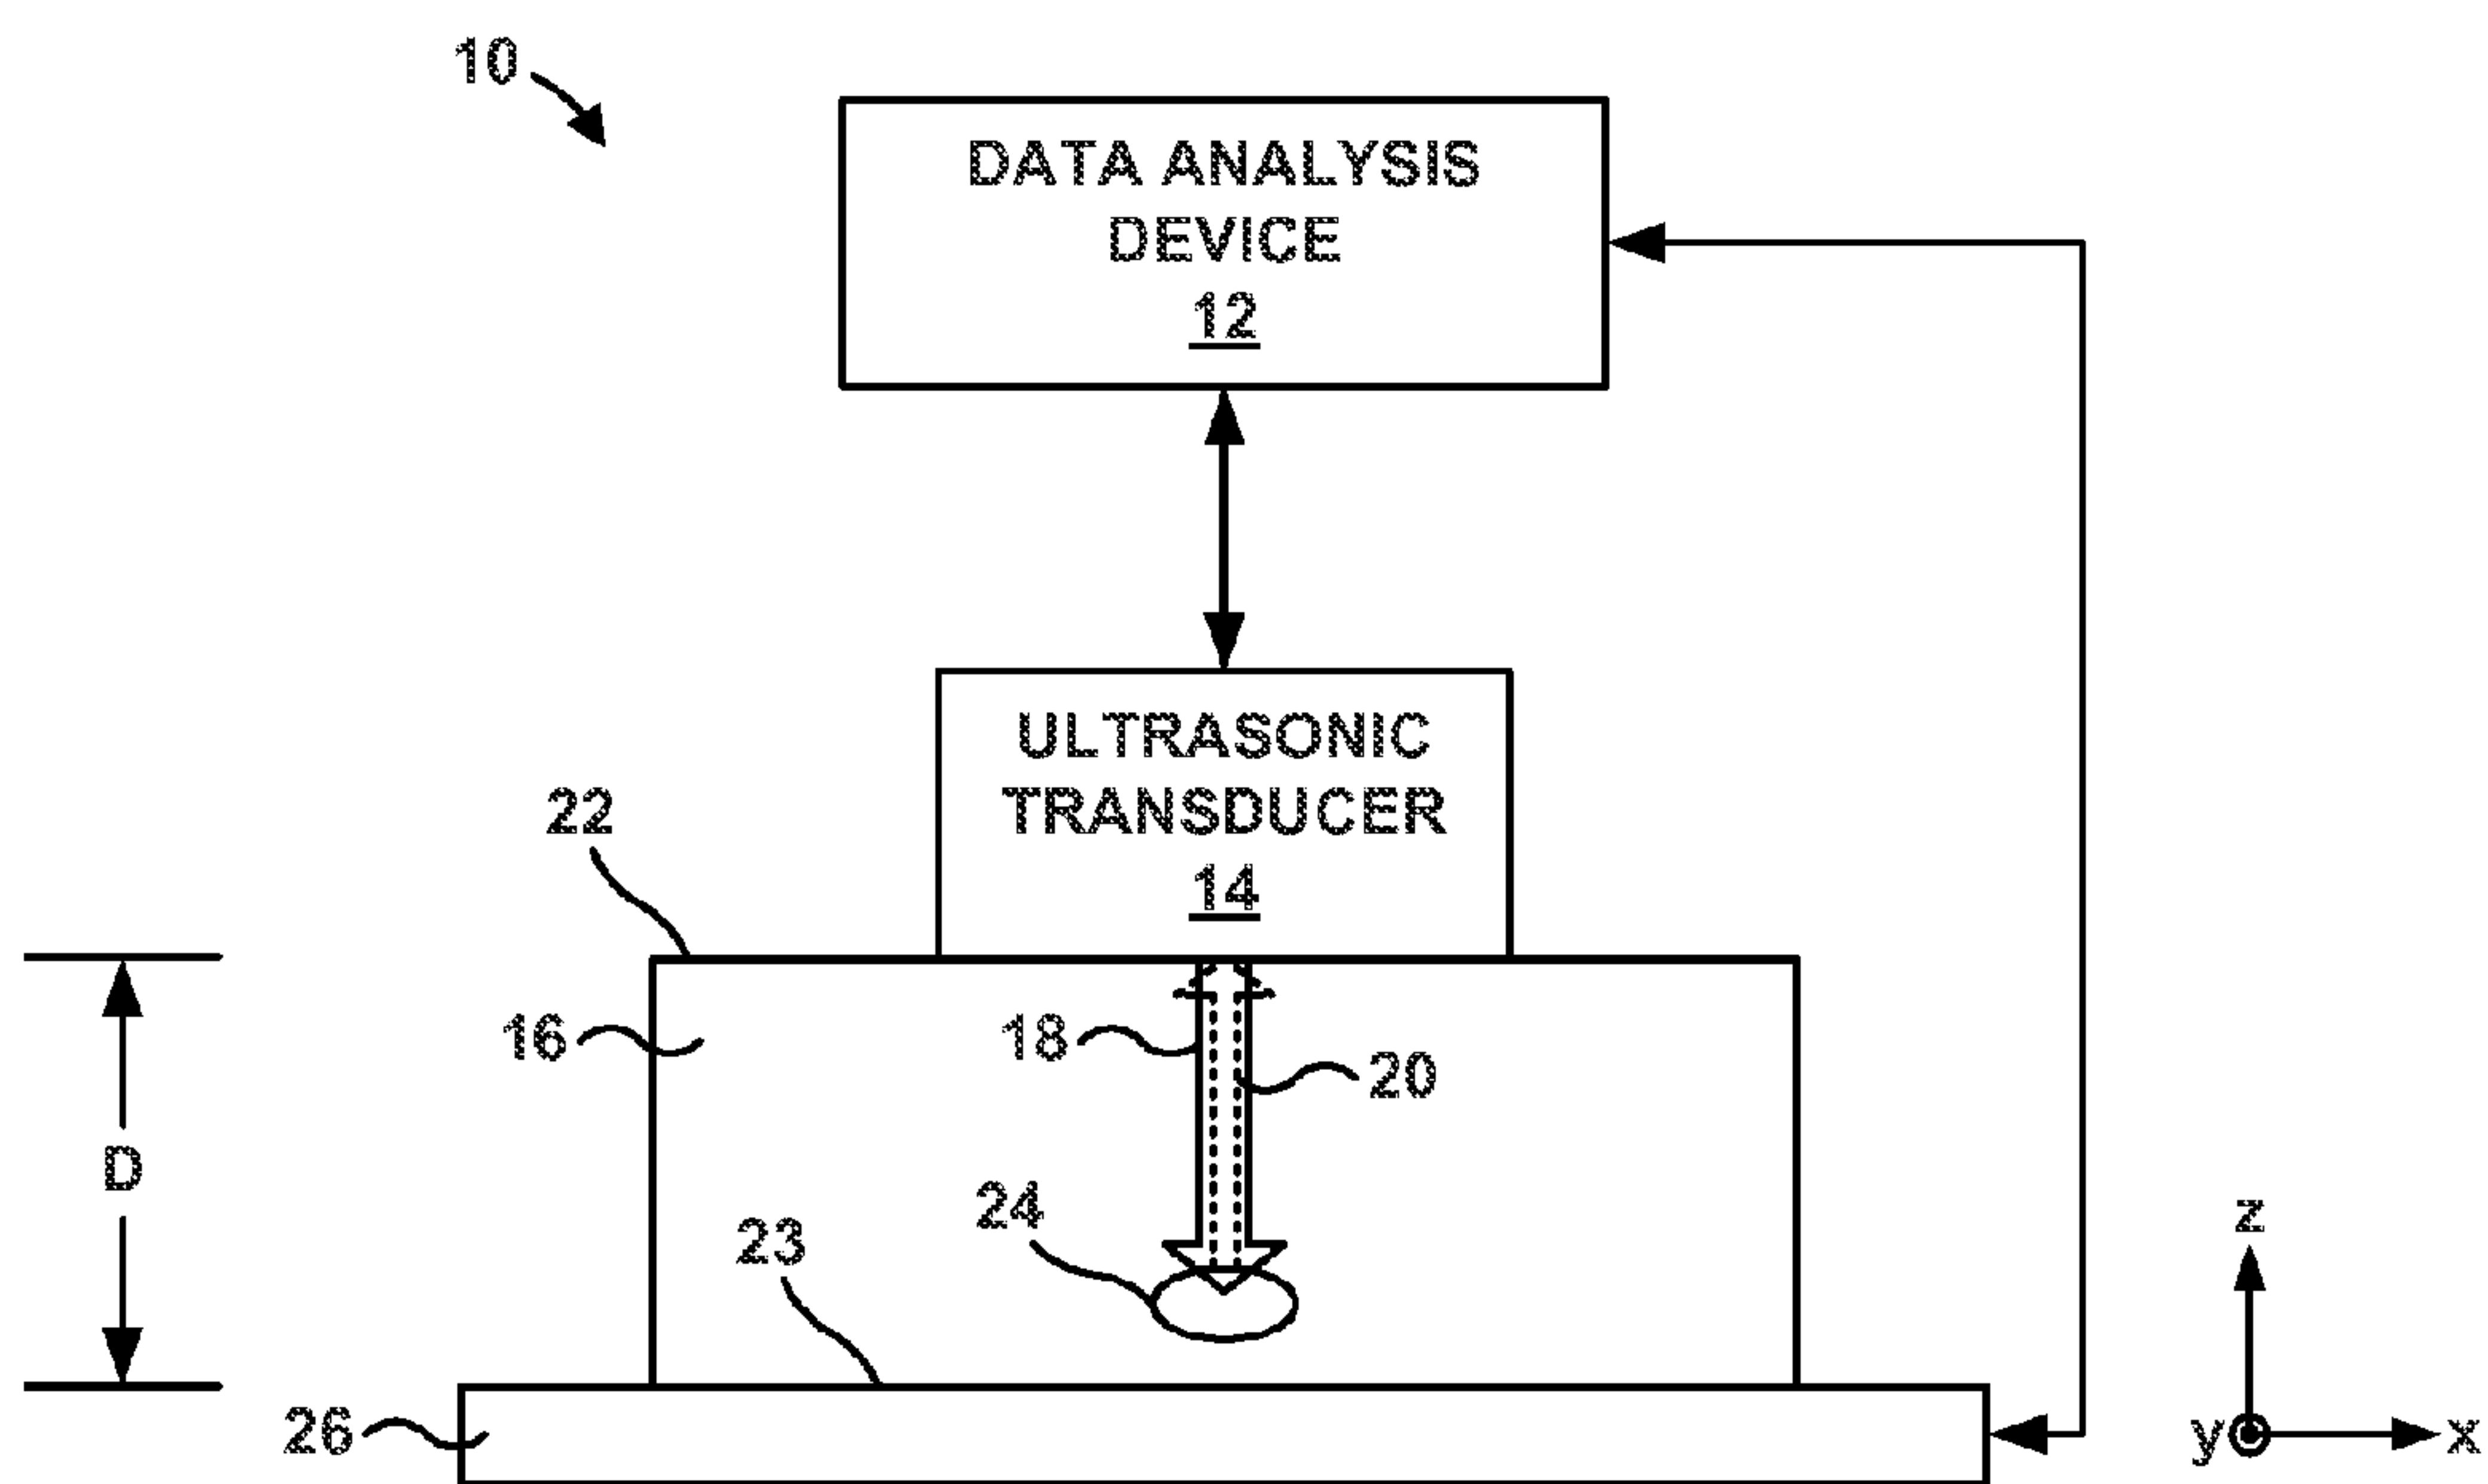 10
DATA ANALYSIS
DEVICE
12
ULTRASONIC
TRANSDUCER
14
22
16
18
20
D
24
23
z
26
y
x